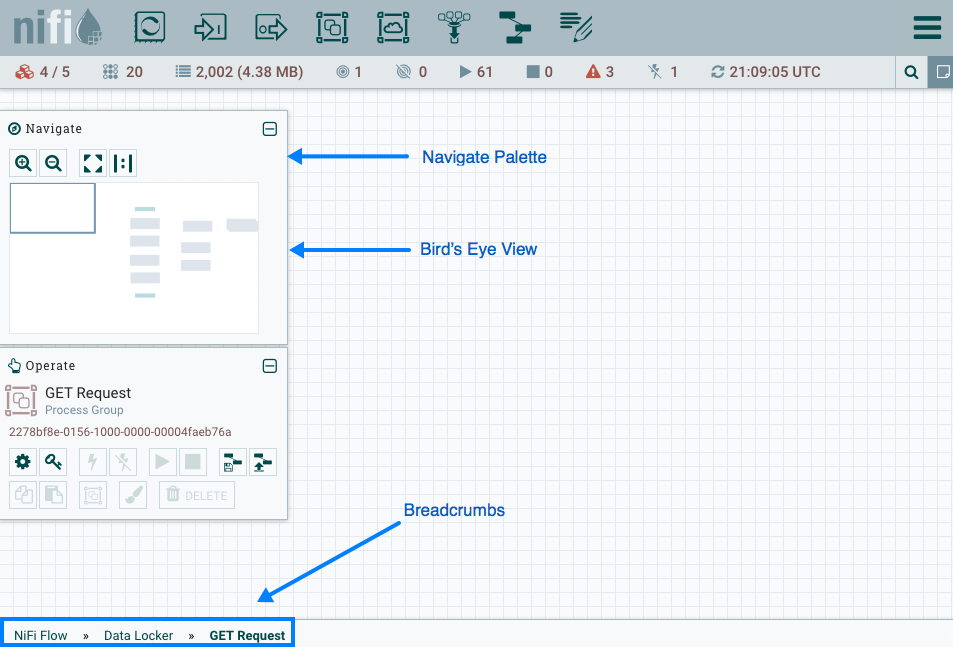 nifi
4 / 5 20 2,002 (4.38 MB) 1 0 61 0 3 1 21:09:05 UTC
Navigate
Navigate Palette
Bird's Eye View
Operate
GET Request
Process Group
2278bf8e-0156-1000-0000-00004faeb76a
DELETE
Breadcrumbs
NiFi Flow » Data Locker » GET Request